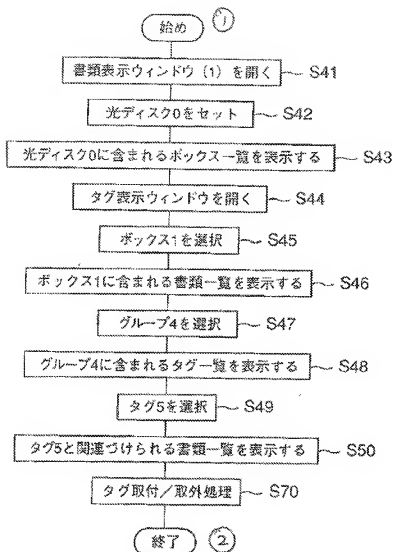 始め ①
書類表示ウィンドウ（1）を開く S41
光ディスク0をセット S42
光ディスク0に含まれるボックス一覧を表示する S43
タグ表示ウィンドウを開く S44
ボックス1を選択 S45
ボックス1に含まれる書類一覧を表示する S46
グループ4を選択 S47
グループ4に含まれるタグ一覧を表示する S48
タグ5を選択 S49
タグ5と関連づけられる書類一覧を表示する S50
タグ取付／取外処理 S70
終了 ②